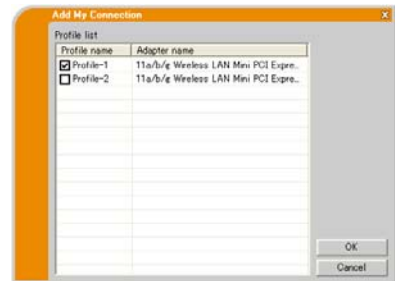 Add My Connection
Profile list
Profile name Adapter name
Profile-1 11a/b/g Wireless LAN Mini PCI Expre..
Profile-2 11a/b/g Wireless LAN Mini PCI Expre..
OK
Cancel